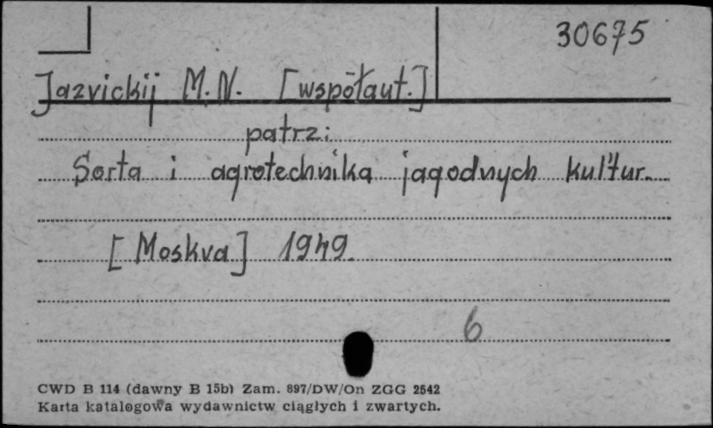 30675
Jazvickij M. N. [współaut.]
patrz:
Sorta i agrotechnika jagodnych kul'tur.
[Moskva] 1949.
6
CWD B 114 (dawny B 15b) Zam. 897/DW/On ZGG 2542
Karta katalogowa wydawnictw ciągłych i zwartych.